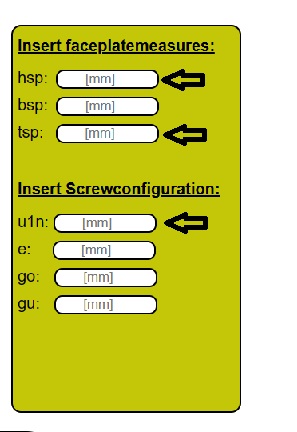 Insert faceplatemeasures:
hsp: [mm]
bsp: [mm]
tsp: [mm]
Insert Screwconfiguration:
u1n: [mm]
e: [mm]
go: [mm]
gu: [mm]